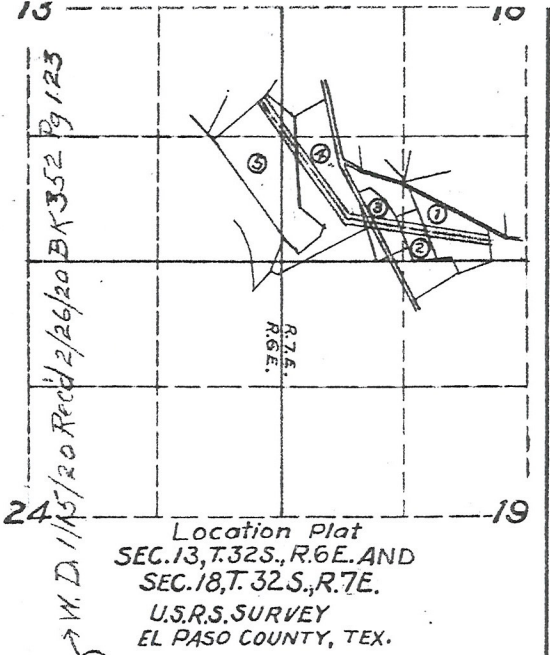 13
18
W.D. 1/15/20 Rec'd 2/26/20 BK 352 Pg 123
5
4
3
1
2
R.7.E.
R.6.E.
24
19
Location Plat
SEC.13,T.32S.,R.6E.AND
SEC.18,T.32S.,R.7E.
U.S.R.S. SURVEY
EL PASO COUNTY, TEX.